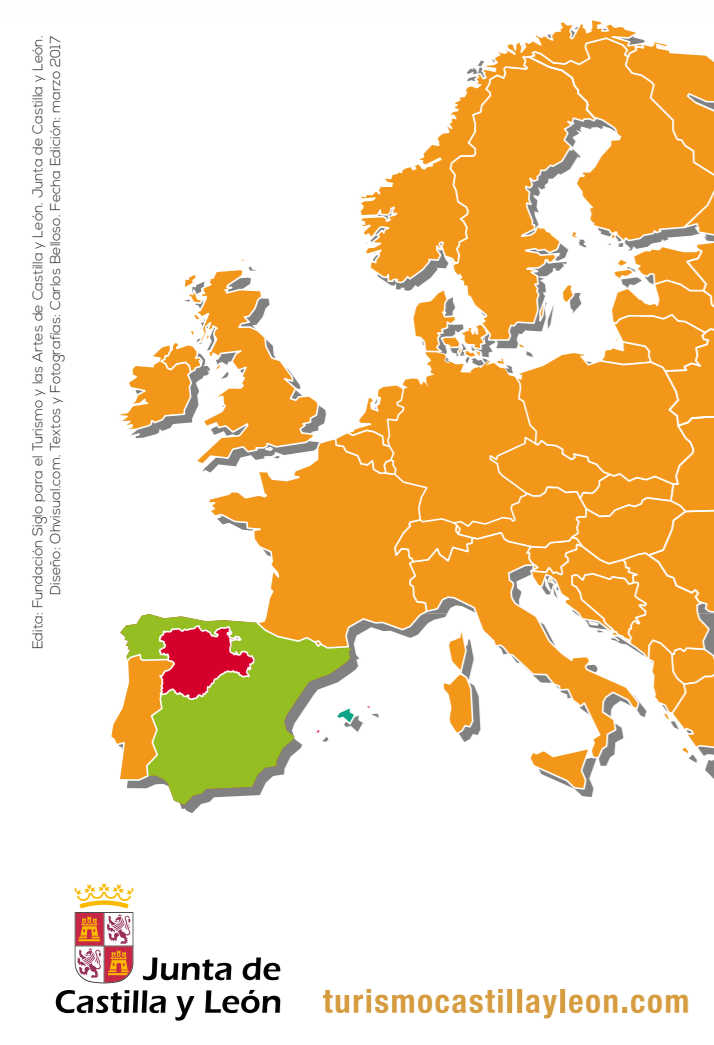 Edita: Fundación Siglo para el Turismo y las Artes de Castilla y León. Junta de Castilla y León.
Diseño: Ohvisual.com. Textos y Fotografías: Carlos Belloso. Fecha Edición: marzo 2017
Junta de
Castilla y León
turismocastillayleon.com